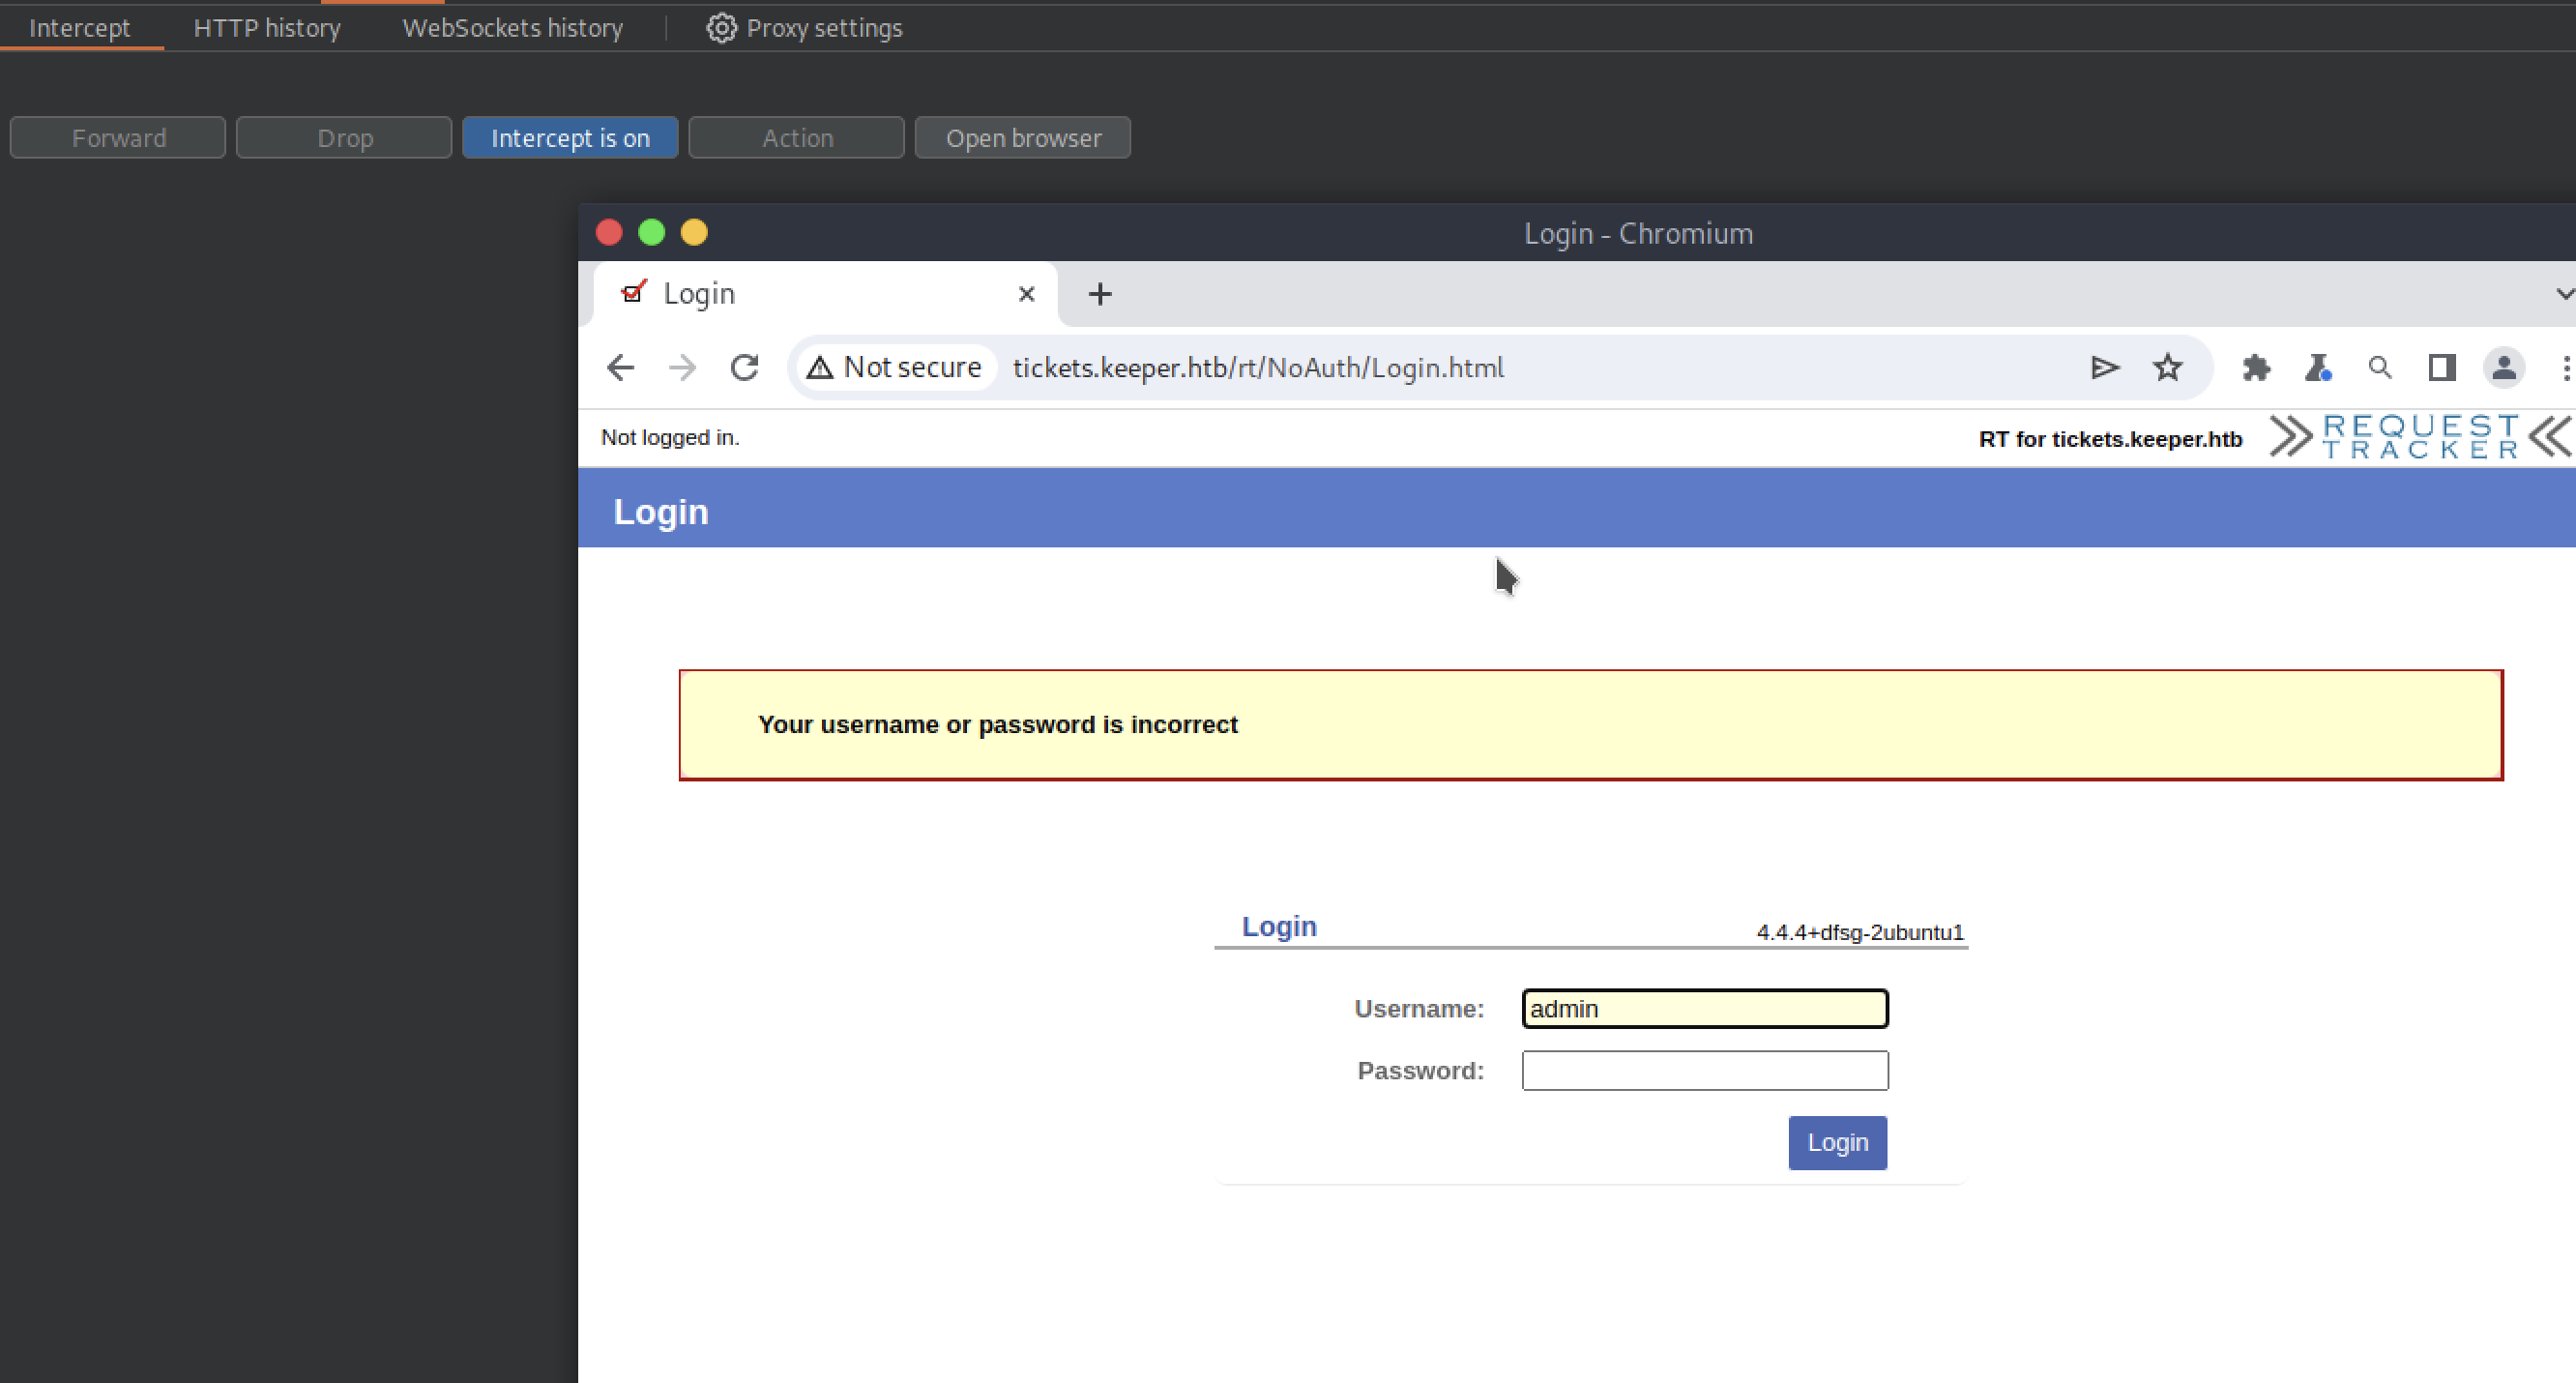 Intercept HTTP history WebSockets history Proxy settings
Forward Drop Intercept is on Action Open browser
Login - Chromium
Login
Not secure tickets.keeper.htb/rt/NoAuth/Login.html
Not logged in. RT for tickets.keeper.htb REQUEST
TRACKER
Login
Your username or password is incorrect
Login 4.4.4+dfsg-2ubuntu1
Username: admin
Password:
Login